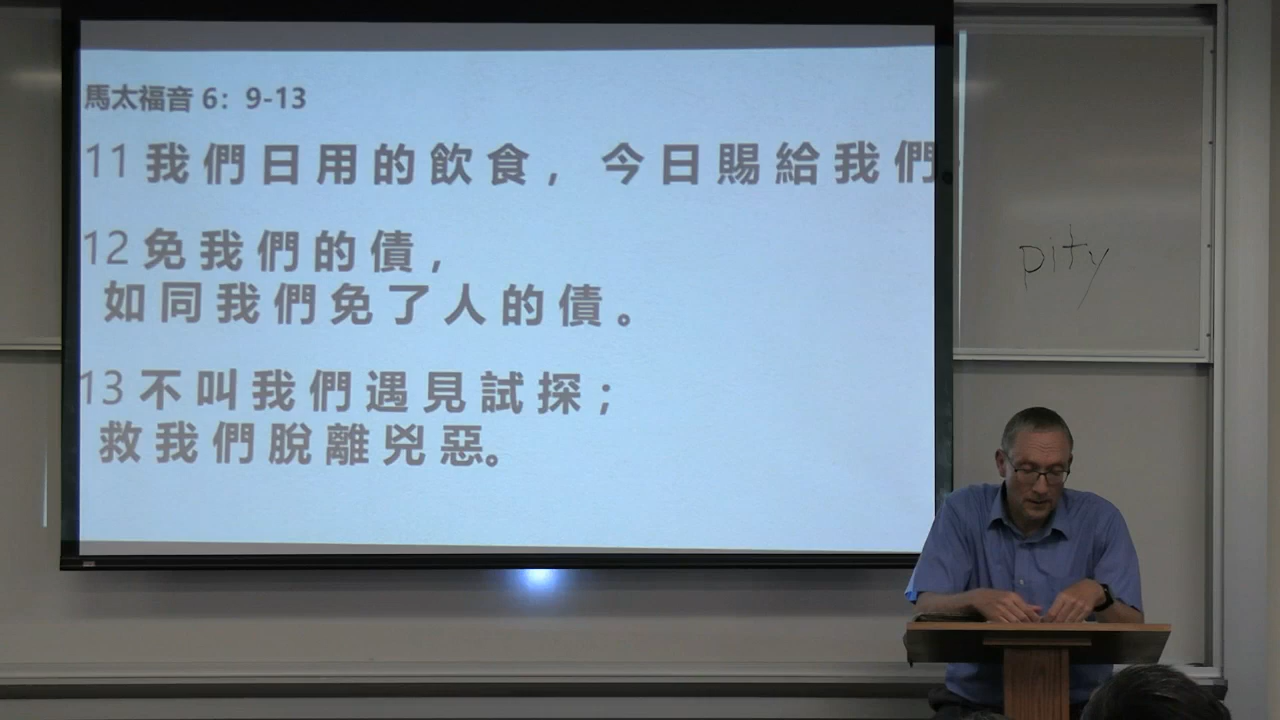 馬太福音 6：9-13
11 我們日用的飲食，今日賜給我們
12 免我們的債，
如同我們免了人的債。
13 不叫我們遇見試探；
救我們脫離兇惡。
pity